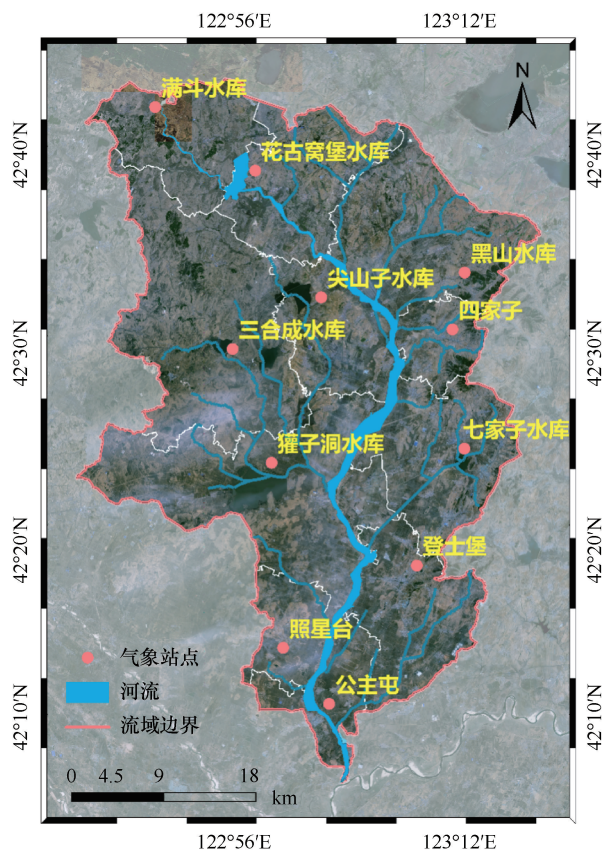 122°56′E
123°12′E
N
42°40′N
42°40′N
满斗水库
花古窝堡水库
黑山水库
尖山子水库
四家子
三合成水库
42°30′N
42°30′N
七家子水库
獾子洞水库
42°20′N
42°20′N
登士堡
照星台
气象站点
公主屯
河流
42°10′N
42°10′N
流域边界
0 4.5 9 18
km
122°56′E
123°12′E